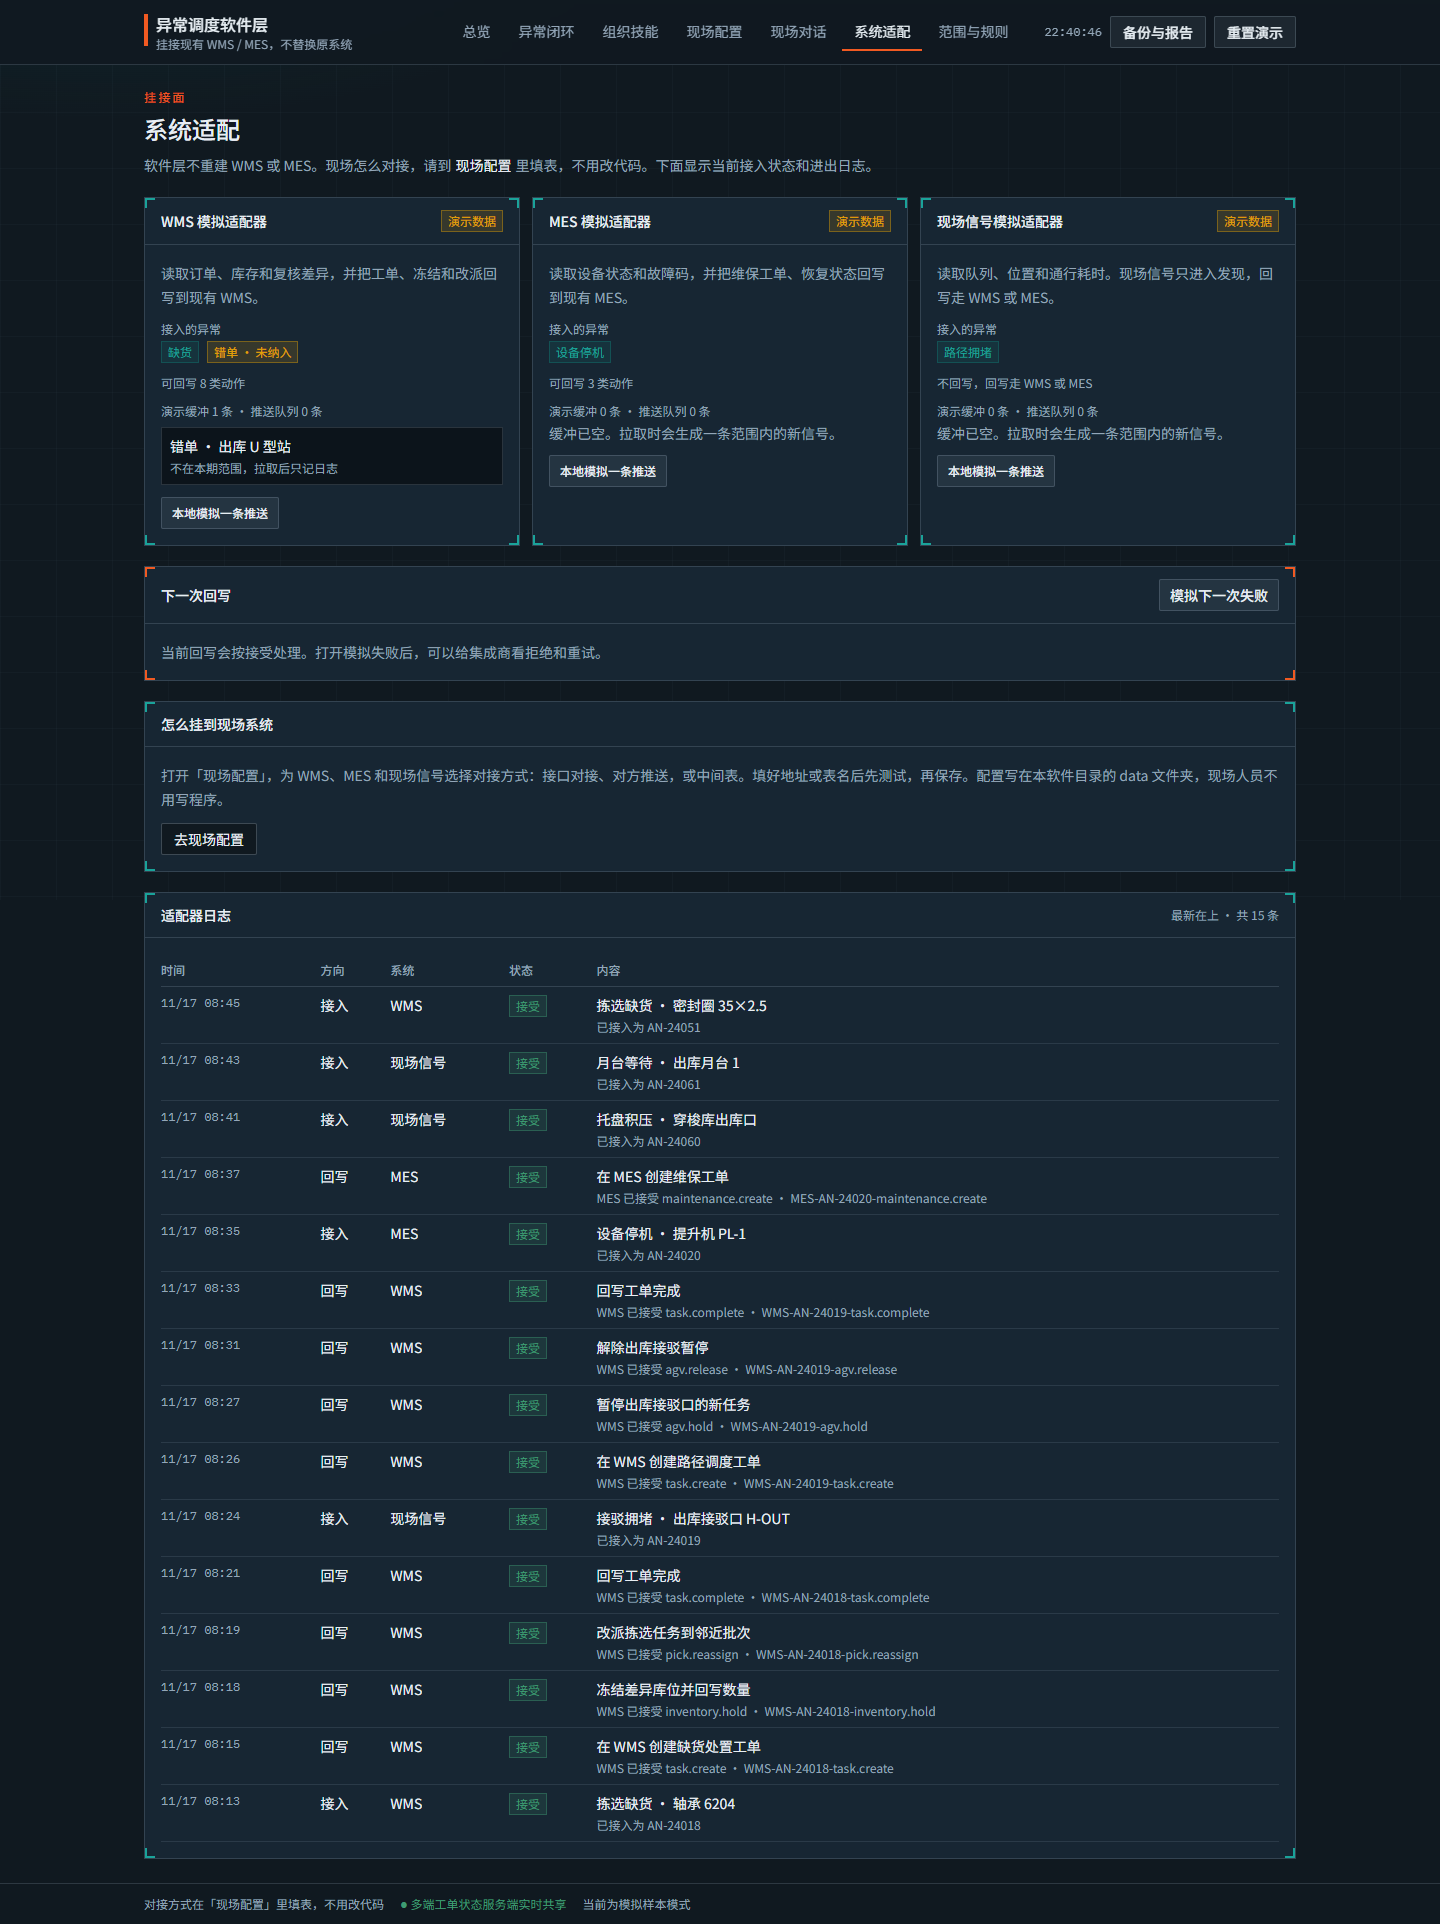 异常调度软件层
挂接现有 WMS / MES，不替换原系统
总览 异常闭环 组织技能 现场配置 现场对话 系统适配 范围与规则 22:40:46 备份与报告 重置演示
挂接面
系统适配
软件层不重建 WMS 或 MES。现场怎么对接，请到 现场配置 里填表，不用改代码。下面显示当前接入状态和进出日志。
WMS 模拟适配器 演示数据
读取订单、库存和复核差异，并把工单、冻结和改派回
写到现有 WMS。
接入的异常
缺货 错单 · 未纳入
可回写 8 类动作
演示缓冲 1 条 · 推送队列 0 条
错单 · 出库 U 型站
不在本期范围，拉取后只记日志
本地模拟一条推送
MES 模拟适配器 演示数据
读取设备状态和故障码，并把维保工单、恢复状态回写
到现有 MES。
接入的异常
设备停机
可回写 3 类动作
演示缓冲 0 条 · 推送队列 0 条
缓冲已空。拉取时会生成一条范围内的新信号。
本地模拟一条推送
现场信号模拟适配器 演示数据
读取队列、位置和通行耗时。现场信号只进入发现，回
写走 WMS 或 MES。
接入的异常
路径拥堵
不回写，回写走 WMS 或 MES
演示缓冲 0 条 · 推送队列 0 条
缓冲已空。拉取时会生成一条范围内的新信号。
本地模拟一条推送
下一次回写 模拟下一次失败
当前回写会按接受处理。打开模拟失败后，可以给集成商看拒绝和重试。
怎么挂到现场系统
打开「现场配置」，为 WMS、MES 和现场信号选择对接方式：接口对接、对方推送，或中间表。填好地址或表名后先测试，再保存。配置写在本软件目录的 data 文件夹，现场人员不
用写程序。
去现场配置
适配器日志 最新在上 · 共 15 条
时间 方向 系统 状态 内容
11/17 08:45 接入 WMS 接受 拣选缺货 · 密封圈 35×2.5
已接入为 AN-24051
11/17 08:43 接入 现场信号 接受 月台等待 · 出库月台 1
已接入为 AN-24061
11/17 08:41 接入 现场信号 接受 托盘积压 · 穿梭库出库口
已接入为 AN-24060
11/17 08:37 回写 MES 接受 在 MES 创建维保工单
MES 已接受 maintenance.create · MES-AN-24020-maintenance.create
11/17 08:35 接入 MES 接受 设备停机 · 提升机 PL-1
已接入为 AN-24020
11/17 08:33 回写 WMS 接受 回写工单完成
WMS 已接受 task.complete · WMS-AN-24019-task.complete
11/17 08:31 回写 WMS 接受 解除出库接驳暂停
WMS 已接受 agv.release · WMS-AN-24019-agv.release
11/17 08:27 回写 WMS 接受 暂停出库接驳口的新任务
WMS 已接受 agv.hold · WMS-AN-24019-agv.hold
11/17 08:26 回写 WMS 接受 在 WMS 创建路径调度工单
WMS 已接受 task.create · WMS-AN-24019-task.create
11/17 08:24 接入 现场信号 接受 接驳拥堵 · 出库接驳口 H-OUT
已接入为 AN-24019
11/17 08:21 回写 WMS 接受 回写工单完成
WMS 已接受 task.complete · WMS-AN-24018-task.complete
11/17 08:19 回写 WMS 接受 改派拣选任务到邻近批次
WMS 已接受 pick.reassign · WMS-AN-24018-pick.reassign
11/17 08:18 回写 WMS 接受 冻结差异库位并回写数量
WMS 已接受 inventory.hold · WMS-AN-24018-inventory.hold
11/17 08:15 回写 WMS 接受 在 WMS 创建缺货处置工单
WMS 已接受 task.create · WMS-AN-24018-task.create
11/17 08:13 接入 WMS 接受 拣选缺货 · 轴承 6204
已接入为 AN-24018
对接方式在「现场配置」里填表，不用改代码 ● 多端工单状态服务端实时共享 当前为模拟样本模式